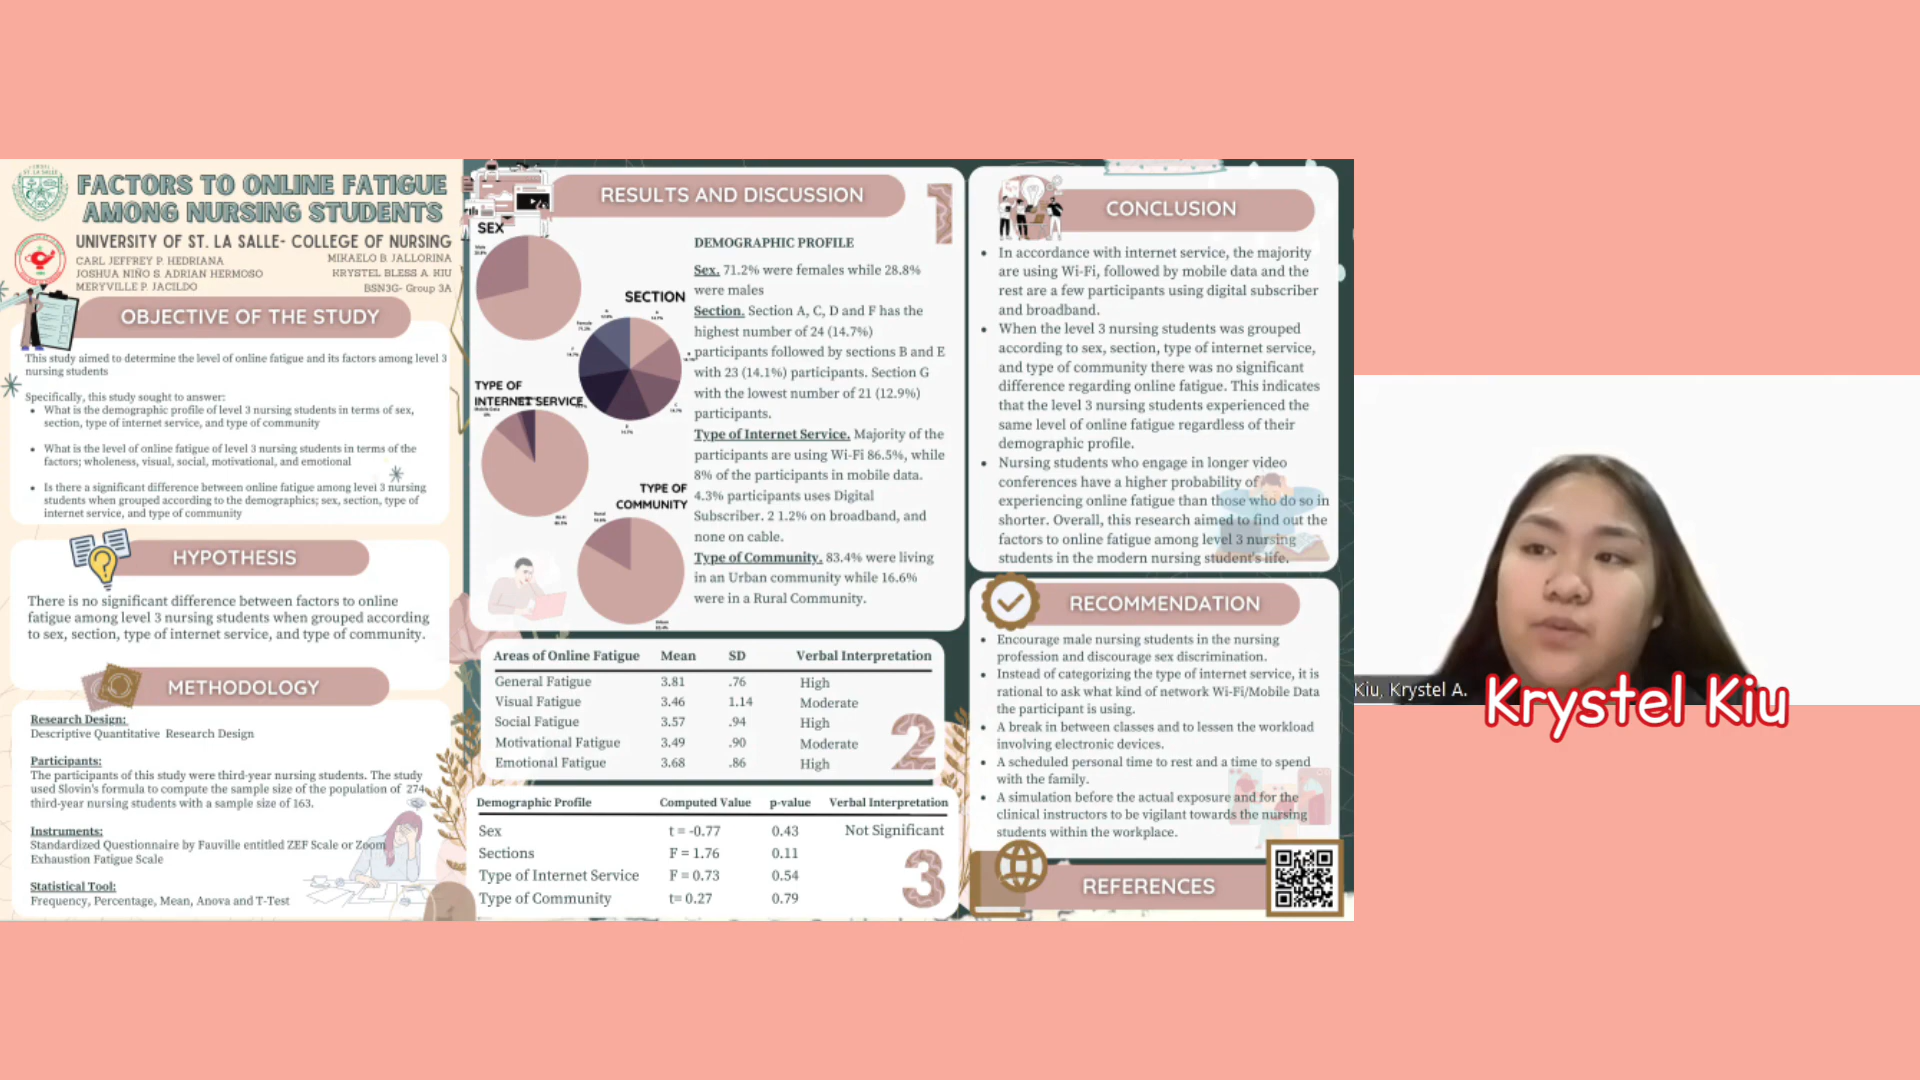 FACTORS TO ONLINE FATIGUE
AMONG NURSING STUDENTS
UNIVERSITY OF ST. LA SALLE- COLLEGE OF NURSING
CARL JEFFREY P. HEDRIANA
JOSHUA NIÑO S. ADRIAN HERMOSO
MERYVILLE P. JACILDO
MIKAELO B. JALLORINA
KRYSTEL BLESS A. KIU
BSN3G- Group 3A
OBJECTIVE OF THE STUDY
This study aimed to determine the level of online fatigue and its factors among level 3
nursing students
Specifically, this study sought to answer:
• What is the demographic profile of level 3 nursing students in terms of sex,
section, type of internet service, and type of community
• What is the level of online fatigue of level 3 nursing students in terms of the
factors; wholeness, visual, social, motivational, and emotional
• Is there a significant difference between online fatigue among level 3 nursing
students when grouped according to the demographics; sex, section, type of
internet service, and type of community
HYPOTHESIS
There is no significant difference between factors to online
fatigue among level 3 nursing students when grouped according
to sex, section, type of internet service, and type of community.
METHODOLOGY
Research Design:
Descriptive Quantitative Research Design
Participants:
The participants of this study were third-year nursing students. The study
used Slovin's formula to compute the sample size of the population of 274
third-year nursing students with a sample size of 163.
Instruments:
Standardized Questionnaire by Fauville entitled ZEF Scale or Zoom
Exhaustion Fatigue Scale
Statistical Tool:
Frequency, Percentage, Mean, Anova and T-Test
RESULTS AND DISCUSSION
1
SEX
SECTION
TYPE OF
INTERNET SERVICE
TYPE OF
COMMUNITY
DEMOGRAPHIC PROFILE
Sex. 71.2% were females while 28.8%
were males
Section. Section A, C, D and F has the
highest number of 24 (14.7%)
participants followed by sections B and E
with 23 (14.1%) participants. Section G
with the lowest number of 21 (12.9%)
participants.
Type of Internet Service. Majority of the
participants are using Wi-Fi 86.5%, while
8% of the participants in mobile data.
4.3% participants uses Digital
Subscriber. 2 1.2% on broadband, and
none on cable.
Type of Community. 83.4% were living
in an Urban community while 16.6%
were in a Rural Community.
Areas of Online Fatigue Mean SD Verbal Interpretation
General Fatigue 3.81 .76 High
Visual Fatigue 3.46 1.14 Moderate
Social Fatigue 3.57 .94 High
Motivational Fatigue 3.49 .90 Moderate
Emotional Fatigue 3.68 .86 High
2
Demographic Profile Computed Value p-value Verbal Interpretation
Sex t = -0.77 0.43 Not Significant
Sections F = 1.76 0.11
Type of Internet Service F = 0.73 0.54
Type of Community t= 0.27 0.79
3
CONCLUSION
• In accordance with internet service, the majority
are using Wi-Fi, followed by mobile data and the
rest are a few participants using digital subscriber
and broadband.
• When the level 3 nursing students was grouped
according to sex, section, type of internet service,
and type of community there was no significant
difference regarding online fatigue. This indicates
that the level 3 nursing students experienced the
same level of online fatigue regardless of their
demographic profile.
• Nursing students who engage in longer video
conferences have a higher probability of
experiencing online fatigue than those who do so in
shorter. Overall, this research aimed to find out the
factors to online fatigue among level 3 nursing
students in the modern nursing student's life.
RECOMMENDATION
• Encourage male nursing students in the nursing
profession and discourage sex discrimination.
• Instead of categorizing the type of internet service, it is
rational to ask what kind of network Wi-Fi/Mobile Data
the participant is using.
• A break in between classes and to lessen the workload
involving electronic devices.
• A scheduled personal time to rest and a time to spend
with the family.
• A simulation before the actual exposure and for the
clinical instructors to be vigilant towards the nursing
students within the workplace.
REFERENCES
Kiu, Krystel A.
Krystel Kiu